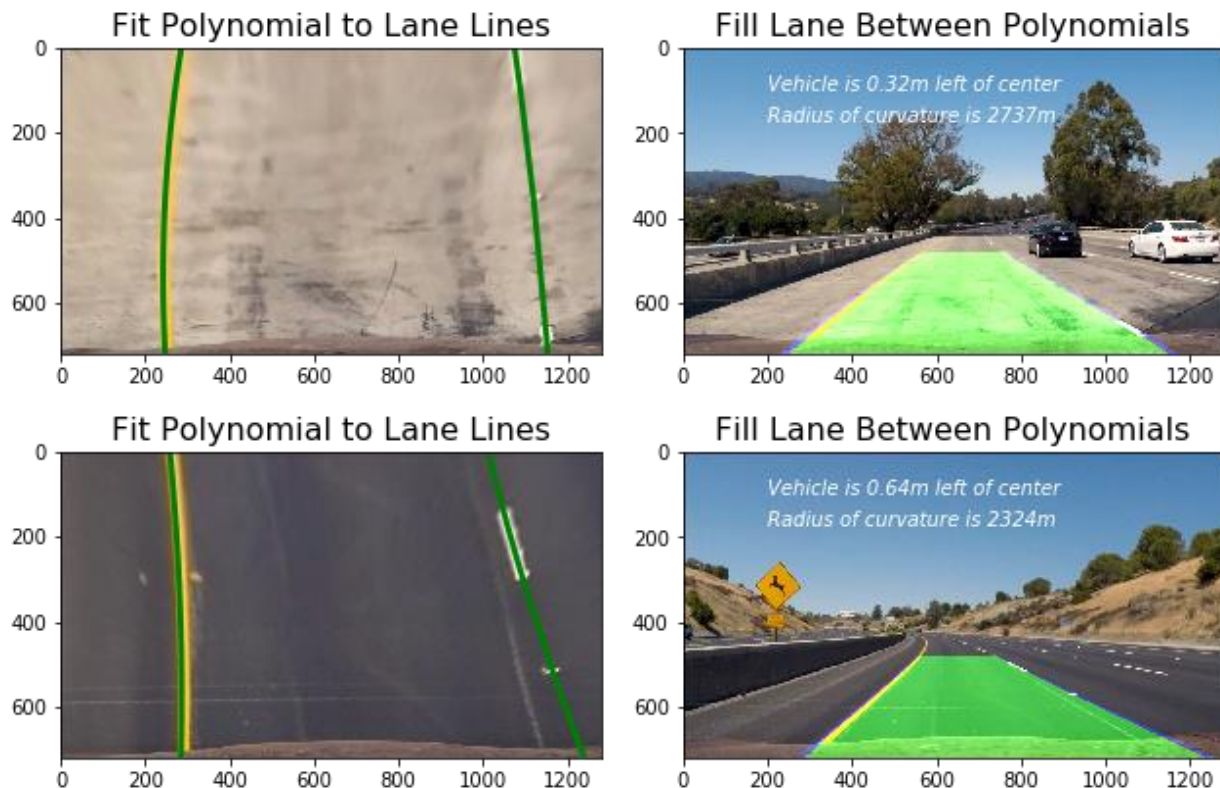 Fit Polynomial to Lane Lines
Fill Lane Between Polynomials
0
200
400
600
0 200 400 600 800 1000 1200
0
200
400
600
0 200 400 600 800 1000 1200
Vehicle is 0.32m left of center
Radius of curvature is 2737m
Fit Polynomial to Lane Lines
Fill Lane Between Polynomials
0
200
400
600
0 200 400 600 800 1000 1200
0
200
400
600
0 200 400 600 800 1000 1200
Vehicle is 0.64m left of center
Radius of curvature is 2324m